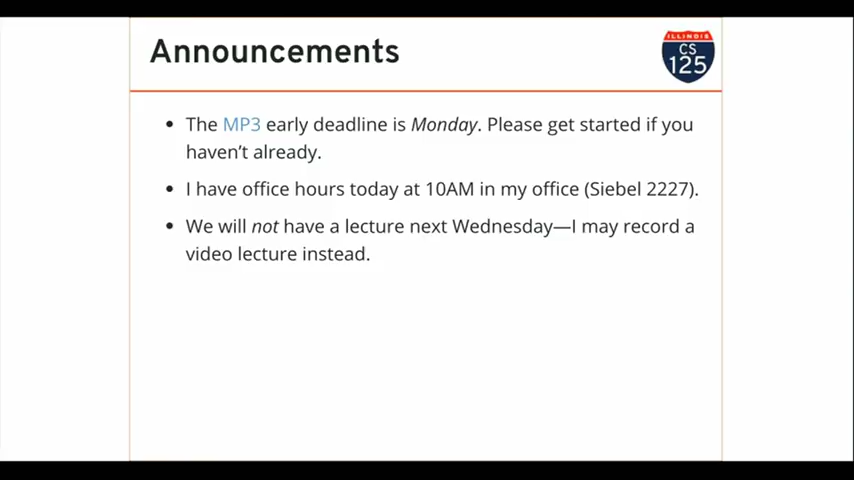 Announcements
ILLINOIS
CS
125
• The MP3 early deadline is Monday. Please get started if you
haven't already.
• I have office hours today at 10AM in my office (Siebel 2227).
• We will not have a lecture next Wednesday—I may record a
video lecture instead.